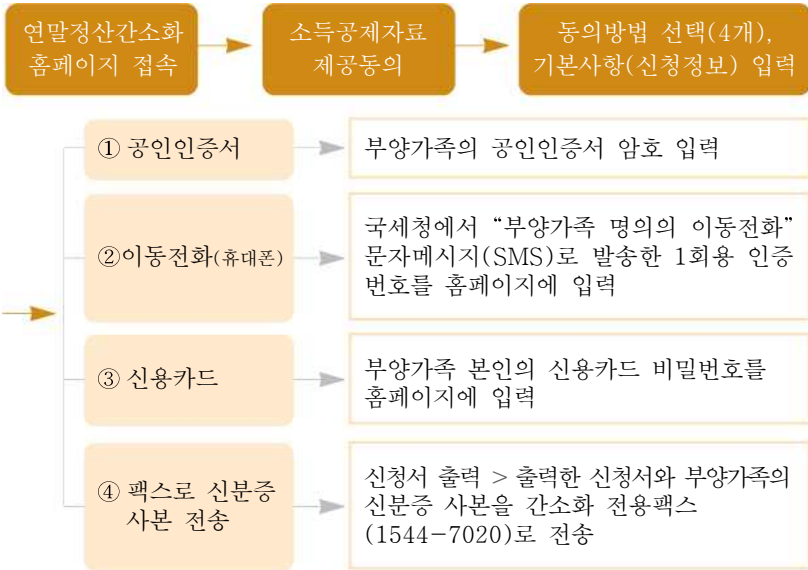 연말정산간소화
홈페이지 접속
소득공제자료
제공동의
동의방법 선택(4개),
기본사항(신청정보) 입력
① 공인인증서
부양가족의 공인인증서 암호 입력
②이동전화(휴대폰)
국세청에서 “부양가족 명의의 이동전화”
문자메시지(SMS)로 발송한 1회용 인증
번호를 홈페이지에 입력
③ 신용카드
부양가족 본인의 신용카드 비밀번호를
홈페이지에 입력
④ 팩스로 신분증
사본 전송
신청서 출력 > 출력한 신청서와 부양가족의
신분증 사본을 간소화 전용팩스
(1544-7020)로 전송